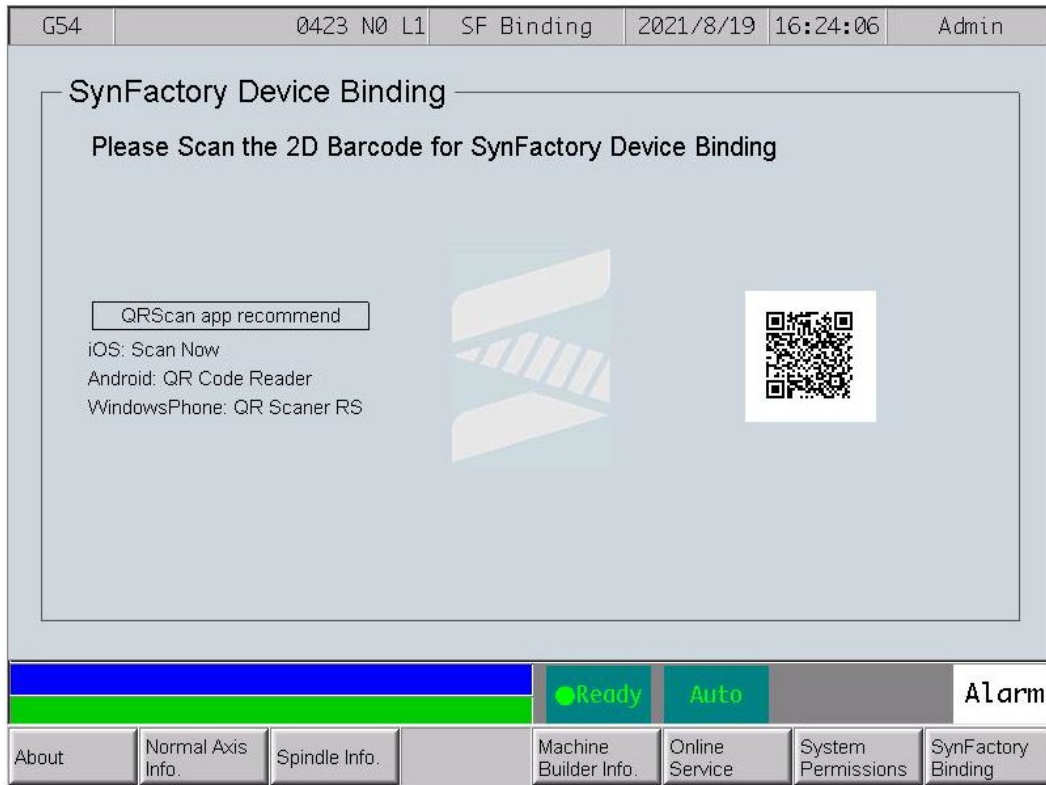 G54 0423 N0 L1 SF Binding 2021/8/19 16:24:06 Admin
SynFactory Device Binding
Please Scan the 2D Barcode for SynFactory Device Binding
QRScan app recommend
iOS: Scan Now
Android: QR Code Reader
WindowsPhone: QR Scaner RS
Ready Auto Alarm
About
Normal Axis
Info.
Spindle Info.
Machine
Builder Info.
Online
Service
System
Permissions
SynFactory
Binding